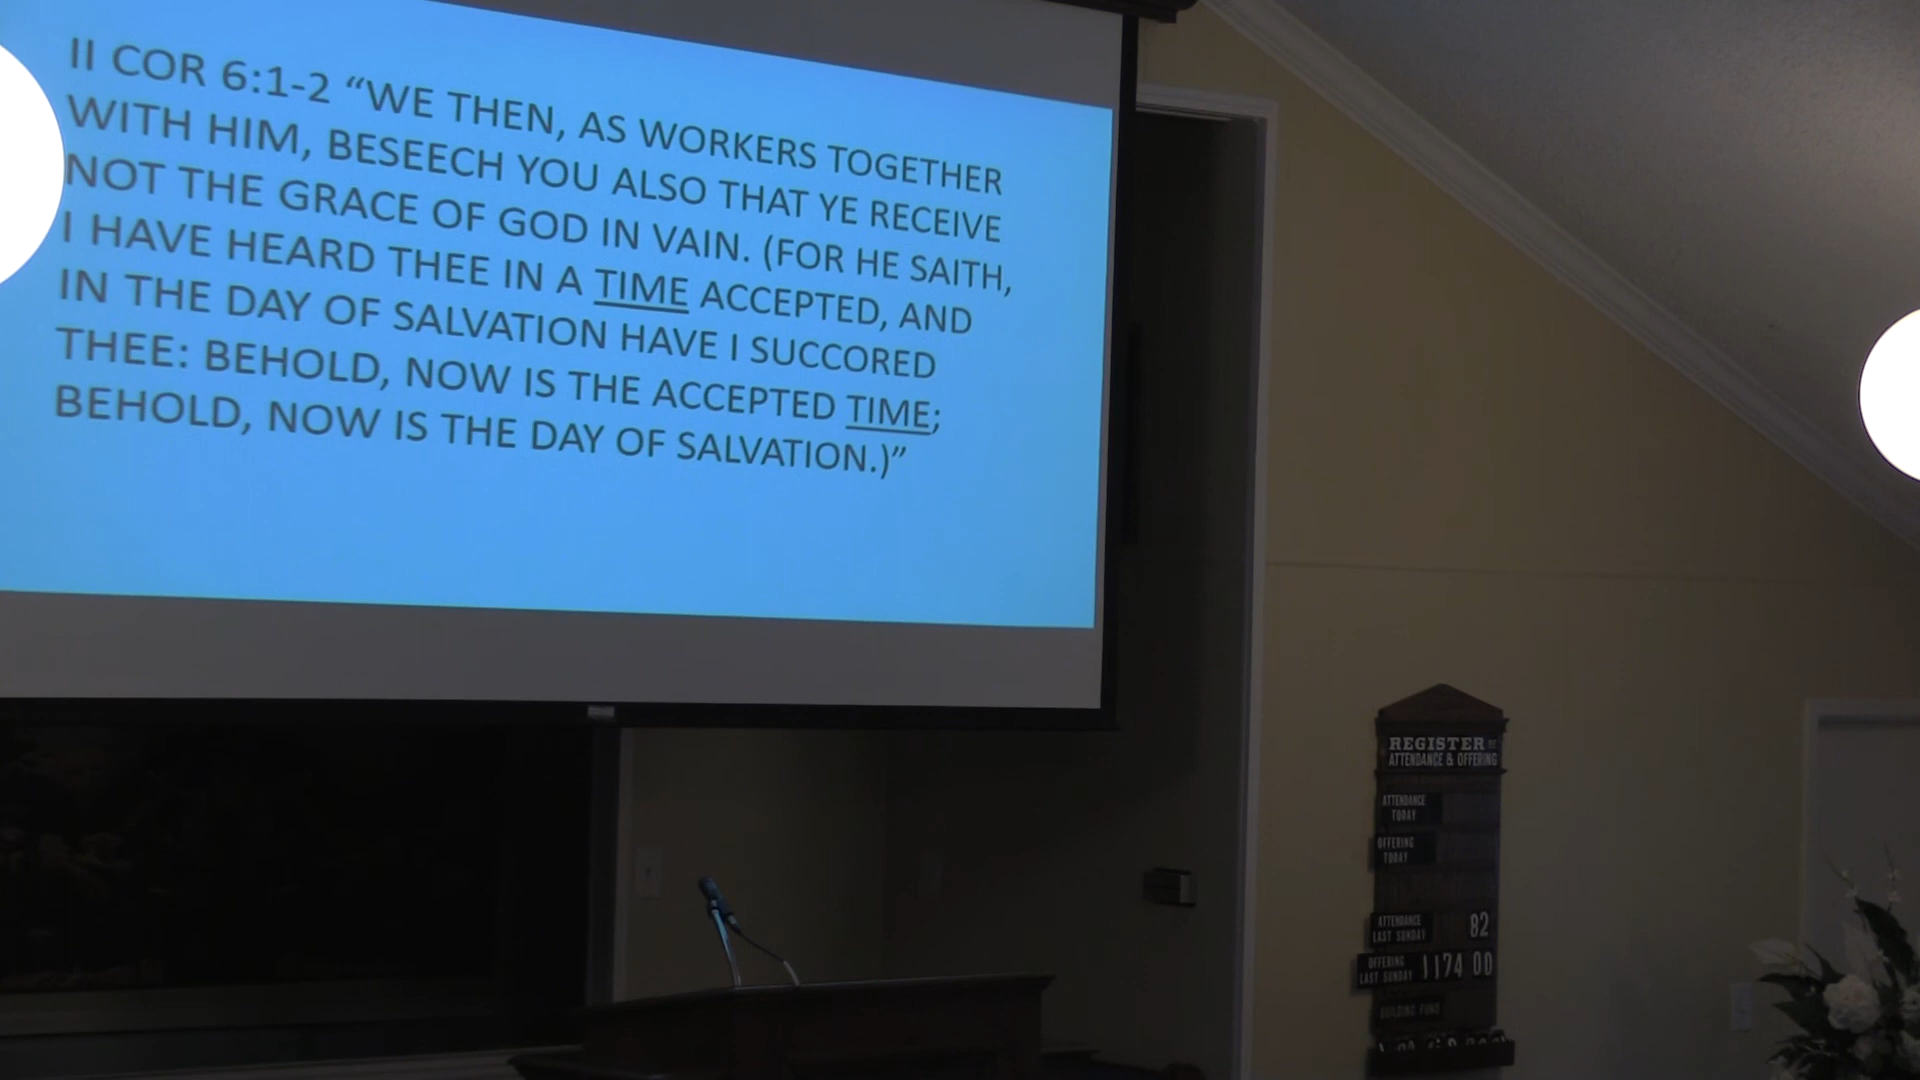 II COR 6:1-2 “WE THEN, AS WORKERS TOGETHER
WITH HIM, BESEECH YOU ALSO THAT YE RECEIVE
NOT THE GRACE OF GOD IN VAIN. (FOR HE SAITH,
I HAVE HEARD THEE IN A TIME ACCEPTED, AND
IN THE DAY OF SALVATION HAVE I SUCCORED
THEE: BEHOLD, NOW IS THE ACCEPTED TIME;
BEHOLD, NOW IS THE DAY OF SALVATION.)”
REGISTER OF
ATTENDANCE & OFFERING
ATTENDANCE
TODAY
OFFERING
TODAY
ATTENDANCE
LAST SUNDAY 82
OFFERING
LAST SUNDAY 1174 00
BUILDING FUND